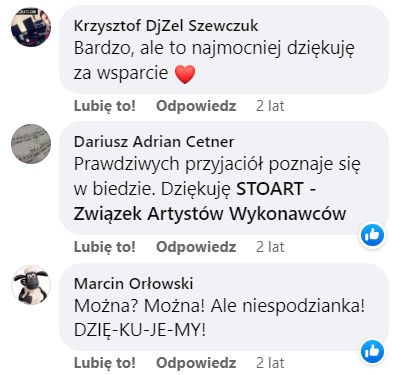 Krzysztof DjZel Szewczuk
Bardzo, ale to najmocniej dziękuję
za wsparcie ❤️
Lubię to! Odpowiedz 2 lat
Dariusz Adrian Cetner
Prawdziwych przyjaciół poznaje się
w biedzie. Dziękuję STOART -
Związek Artystów Wykonawców
Lubię to! Odpowiedz 2 lat
Marcin Orłowski
Można? Można! Ale niespodzianka!
DZIĘ-KU-JE-MY!
Lubię to! Odpowiedz 2 lat